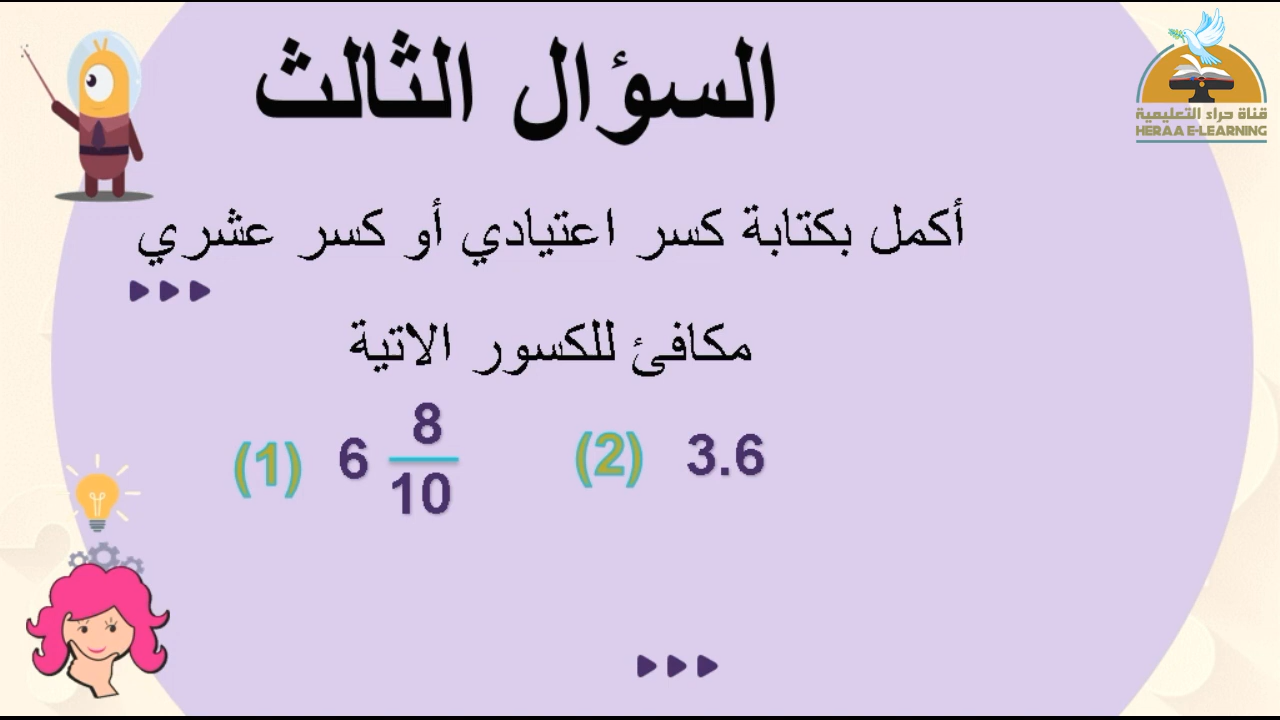 السؤال الثالث
قناة حراء التعليمية
HERAA E-LEARNING
أكمل بكتابة كسر اعتيادي أو كسر عشري
مكافئ للكسور الاتية
(1) 6 8/10 (2) 3.6